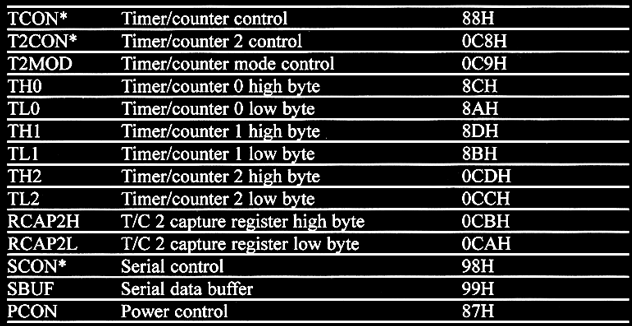 TCON* Timer/counter control 88H
T2CON* Timer/counter 2 control 0C8H
T2MOD Timer/counter mode control 0C9H
TH0 Timer/counter 0 high byte 8CH
TL0 Timer/counter 0 low byte 8AH
TH1 Timer/counter 1 high byte 8DH
TL1 Timer/counter 1 low byte 8BH
TH2 Timer/counter 2 high byte 0CDH
TL2 Timer/counter 2 low byte 0CCH
RCAP2H T/C 2 capture register high byte 0CBH
RCAP2L T/C 2 capture register low byte 0CAH
SCON* Serial control 98H
SBUF Serial data buffer 99H
PCON Power control 87H